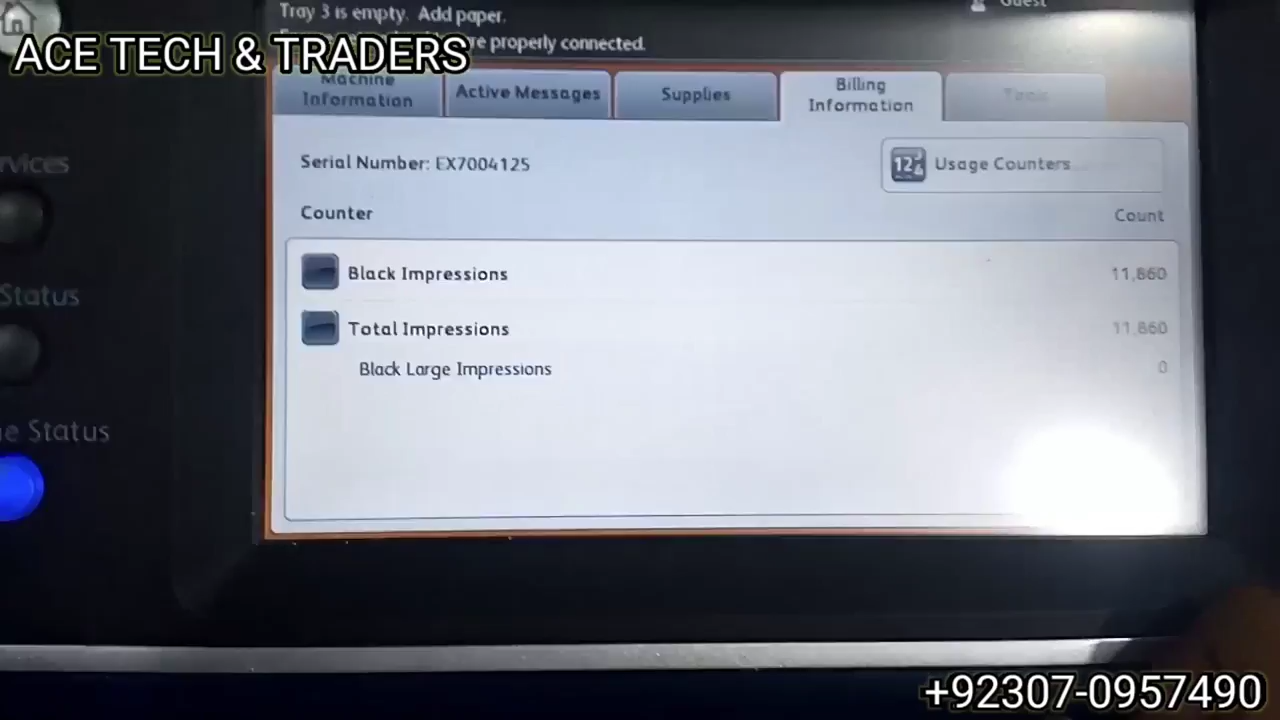 Tray 3 is empty. Add paper.
Guest
re properly connected.
ACE TECH & TRADERS
Machine
Information
Active Messages
Supplies
Billing
Information
Tools
rvices
Serial Number: EX7004125
Usage Counters
Counter
Count
Black Impressions
11,860
Status
Total Impressions
11,860
Black Large Impressions
0
e Status
+92307-0957490